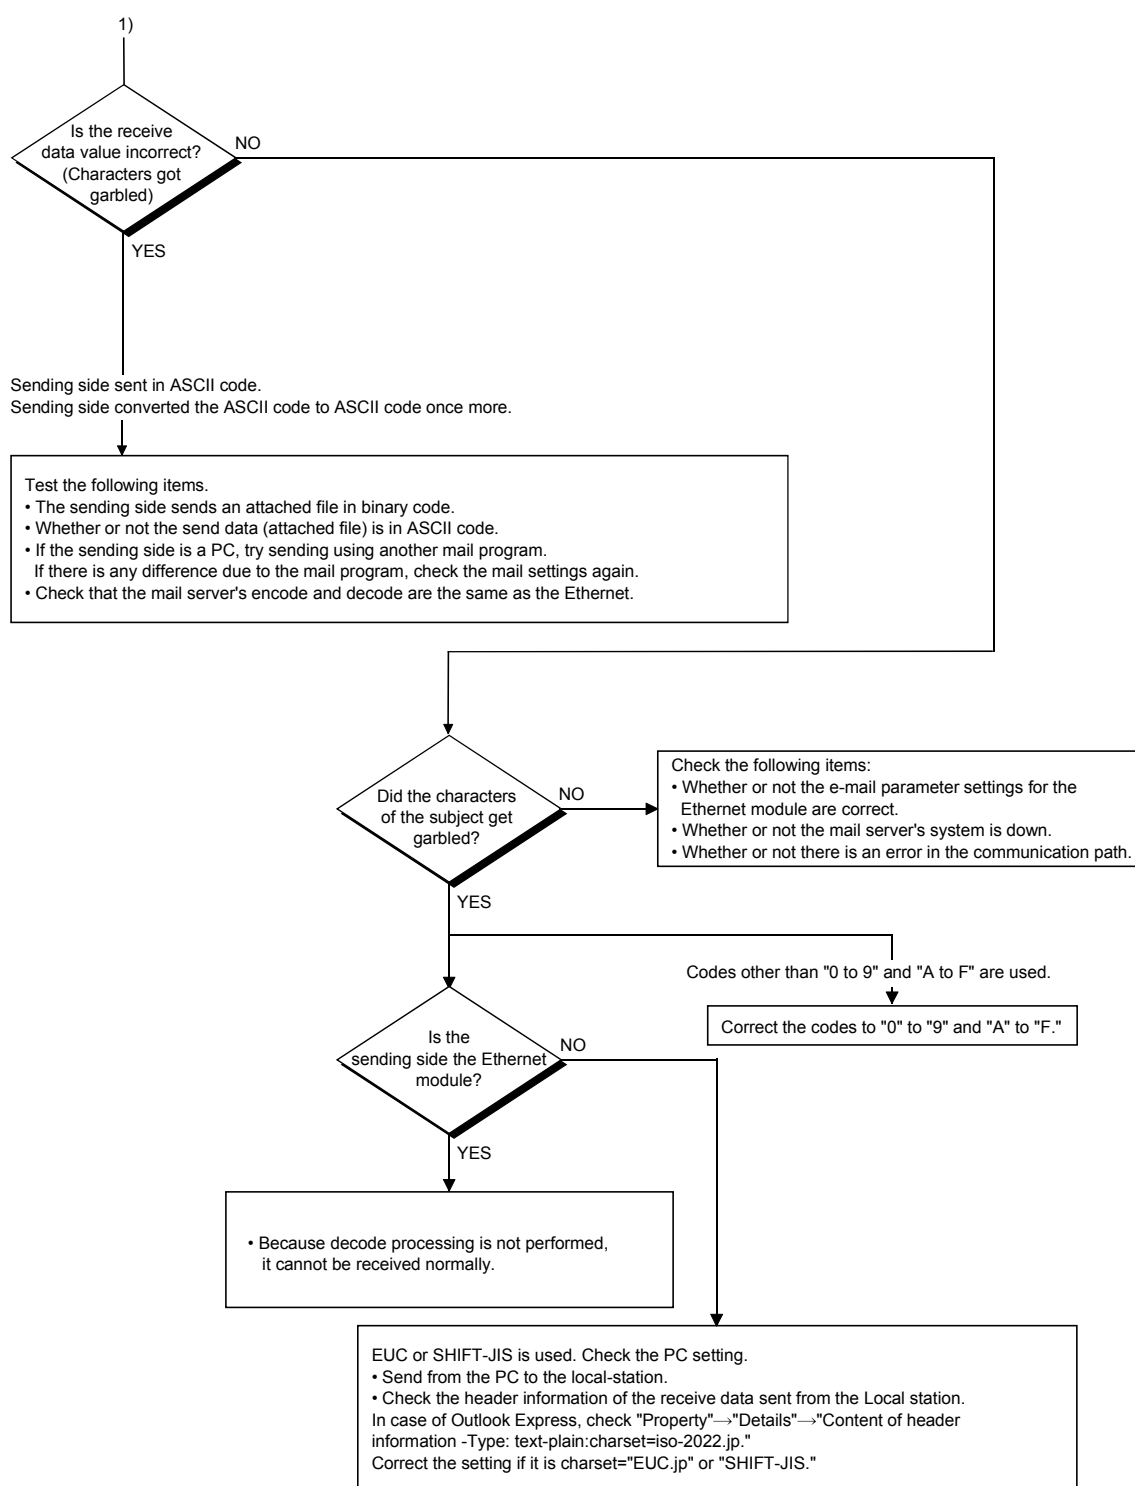 1)
Is the receive
data value incorrect?
(Characters got
garbled)
NO
YES
Sending side sent in ASCII code.
Sending side converted the ASCII code to ASCII code once more.
Test the following items.
• The sending side sends an attached file in binary code.
• Whether or not the send data (attached file) is in ASCII code.
• If the sending side is a PC, try sending using another mail program.
If there is any difference due to the mail program, check the mail settings again.
• Check that the mail server's encode and decode are the same as the Ethernet.
Did the characters
of the subject get
garbled?
NO
Check the following items:
• Whether or not the e-mail parameter settings for the
Ethernet module are correct.
• Whether or not the mail server's system is down.
• Whether or not there is an error in the communication path.
YES
Codes other than "0 to 9" and "A to F" are used.
Correct the codes to "0" to "9" and "A" to "F."
Is the
sending side the Ethernet
module?
NO
YES
• Because decode processing is not performed,
it cannot be received normally.
EUC or SHIFT-JIS is used. Check the PC setting.
• Send from the PC to the local-station.
• Check the header information of the receive data sent from the Local station.
In case of Outlook Express, check "Property"→"Details"→"Content of header
information -Type: text-plain:charset=iso-2022.jp."
Correct the setting if it is charset="EUC.jp" or "SHIFT-JIS."